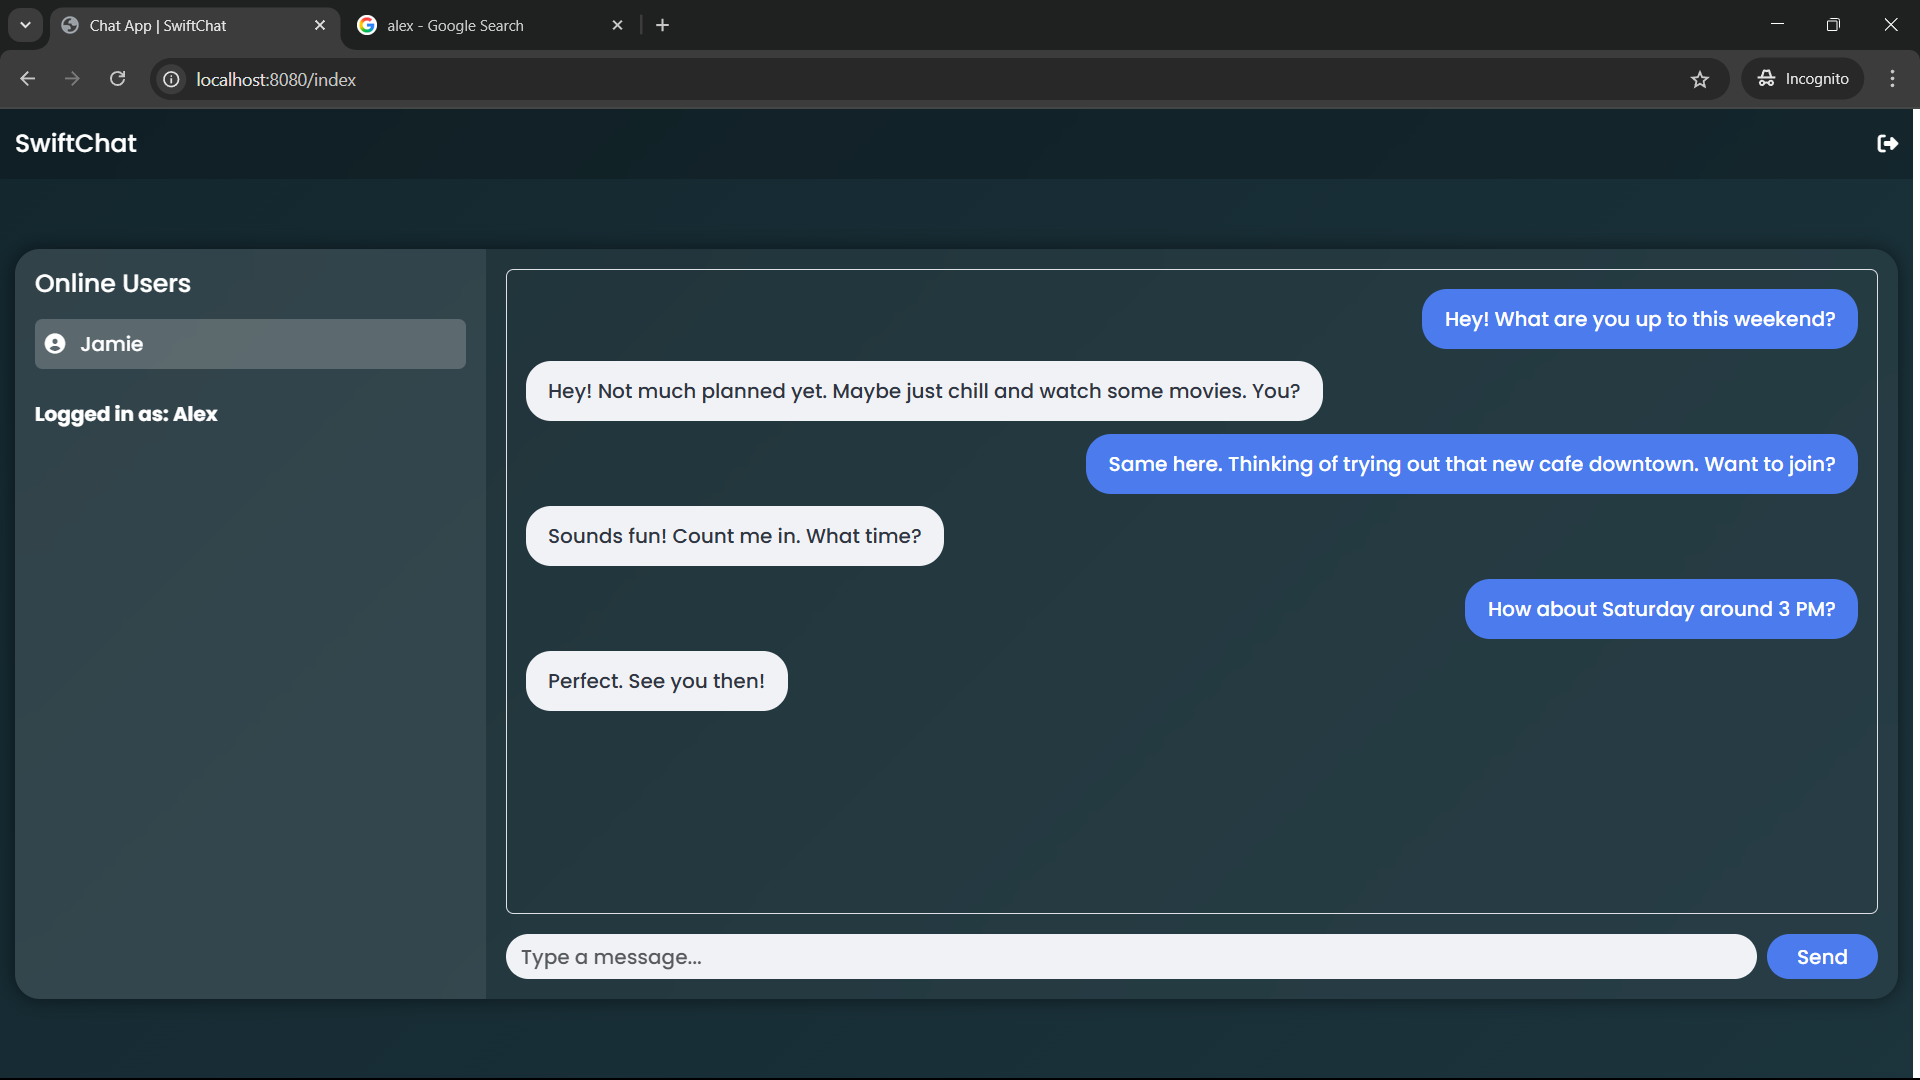 Chat App | SwiftChat
alex - Google Search
localhost:8080/index
Incognito
SwiftChat
Online Users
Jamie
Logged in as: Alex
Hey! What are you up to this weekend?
Hey! Not much planned yet. Maybe just chill and watch some movies. You?
Same here. Thinking of trying out that new cafe downtown. Want to join?
Sounds fun! Count me in. What time?
How about Saturday around 3 PM?
Perfect. See you then!
Type a message...
Send